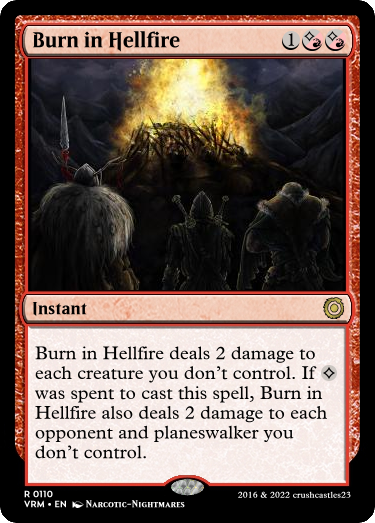 Burn in Hellfire 1
Instant
Burn in Hellfire deals 2 damage to
each creature you don't control. If
was spent to cast this spell, Burn in
Hellfire also deals 2 damage to each
opponent and planeswalker you
don't control.
R 0110
VRM • EN Narcotic-Nightmares
2016 & 2022 crushcastles23